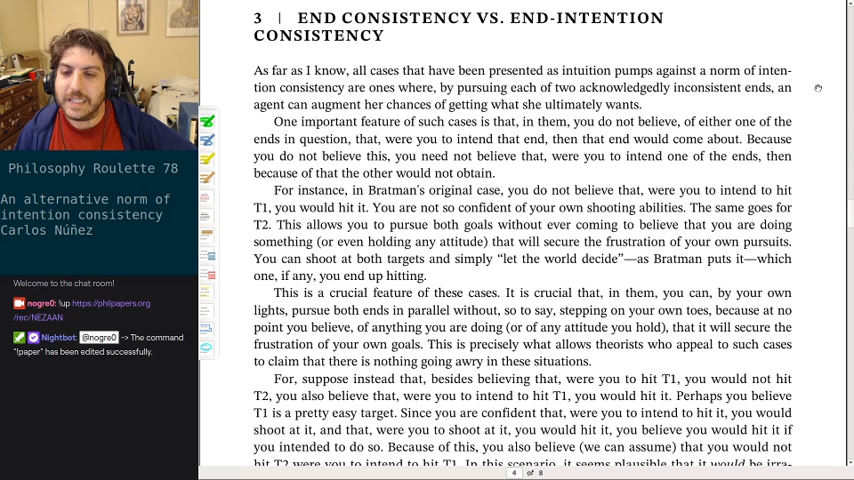 3 | END CONSISTENCY VS. END-INTENTION
CONSISTENCY
As far as I know, all cases that have been presented as intuition pumps against a norm of inten-
tion consistency are ones where, by pursuing each of two acknowledgedly inconsistent ends, an
agent can augment her chances of getting what she ultimately wants.
One important feature of such cases is that, in them, you do not believe, of either one of the
ends in question, that, were you to intend that end, then that end would come about. Because
you do not believe this, you need not believe that, were you to intend one of the ends, then
because of that the other would not obtain.
For instance, in Bratman's original case, you do not believe that, were you to intend to hit
T1, you would hit it. You are not so confident of your own shooting abilities. The same goes for
T2. This allows you to pursue both goals without ever coming to believe that you are doing
something (or even holding any attitude) that will secure the frustration of your own pursuits.
You can shoot at both targets and simply “let the world decide”—as Bratman puts it—which
one, if any, you end up hitting.
This is a crucial feature of these cases. It is crucial that, in them, you can, by your own
lights, pursue both ends in parallel without, so to say, stepping on your own toes, because at no
point you believe, of anything you are doing (or of any attitude you hold), that it will secure the
frustration of your own goals. This is precisely what allows theorists who appeal to such cases
to claim that there is nothing going awry in these situations.
For, suppose instead that, besides believing that, were you to hit T1, you would not hit
T2, you also believe that, were you to intend to hit T1, you would hit it. Perhaps you believe
T1 is a pretty easy target. Since you are confident that, were you to intend to hit it, you would
shoot at it, and that, were you to shoot at it, you would hit it, you believe you would hit it if
you intended to do so. Because of this, you also believe (we can assume) that you would not
hit T2 were you to intend to hit T1. In this scenario, it seems plausible that it would be irra-
4 of 8
Philosophy Roulette 78
An alternative norm of
intention consistency
Carlos Núñez
Welcome to the chat room!
nogre0: !up https://philpapers.org
/rec/NEZAAN
Nightbot: @nogre0 -> The command
"!paper" has been edited successfully.